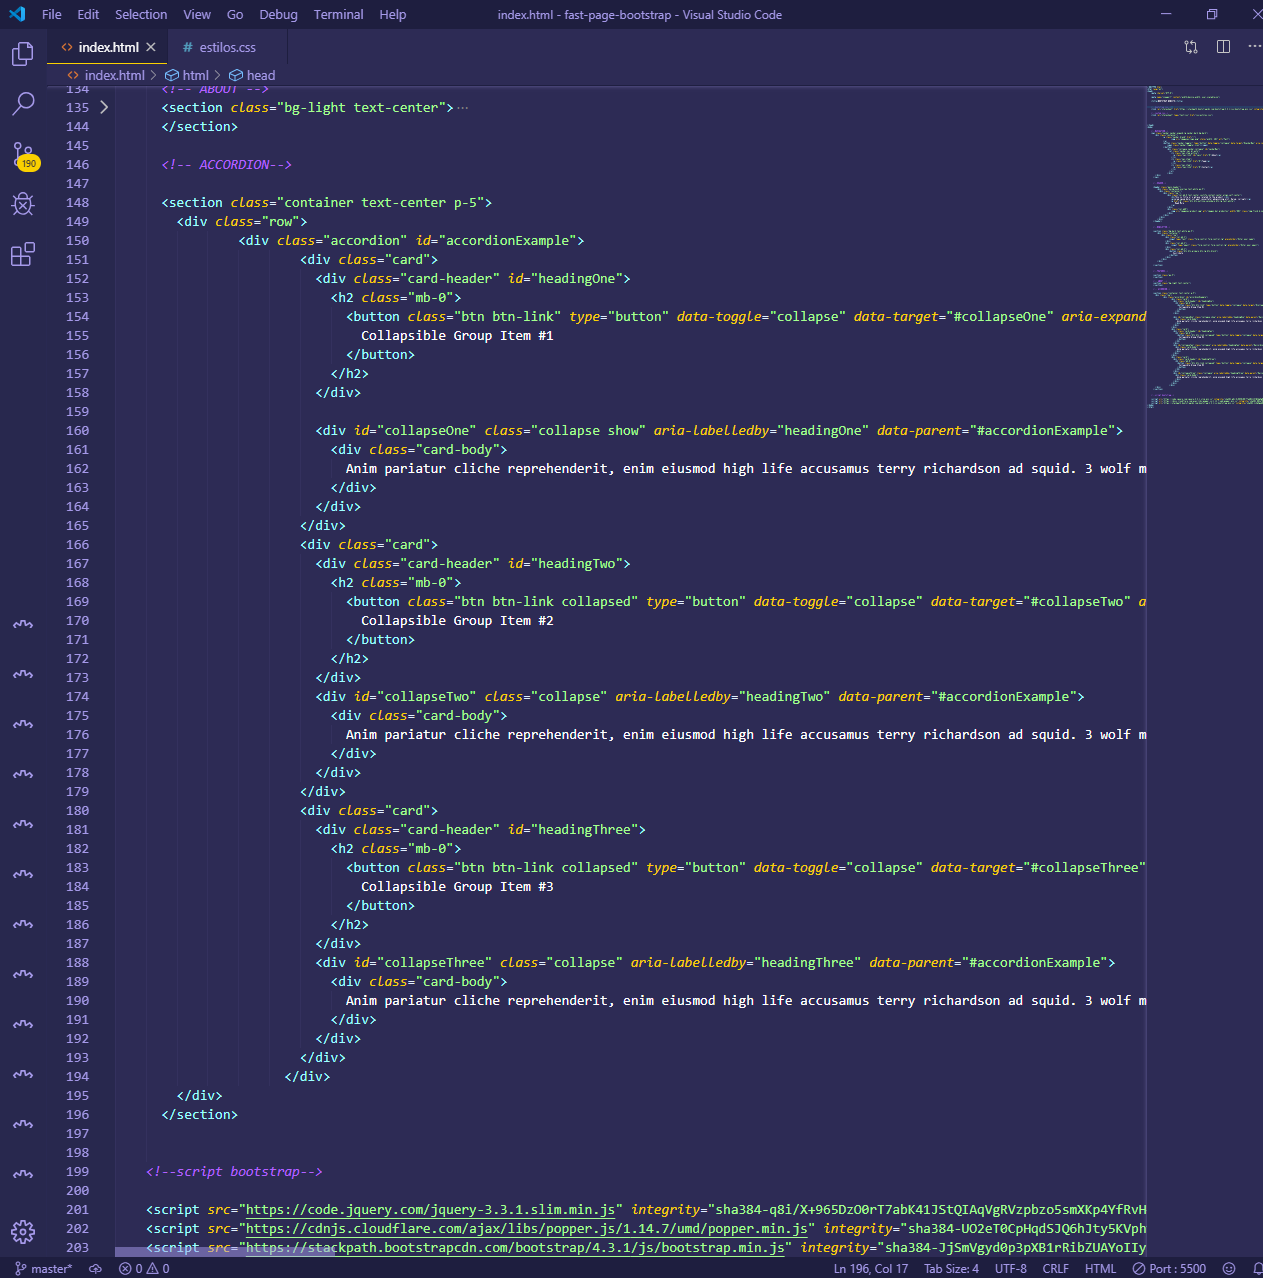 File Edit Selection View Go Debug Terminal Help index.html - fast-page-bootstrap - Visual Studio Code
<> index.html × # estilos.css
<> index.html > html > head
134 <!-- ABOUT -->
135 <section class="bg-light text-center">...
144 </section>
145
146 <!-- ACCORDION-->
147
148 <section class="container text-center p-5">
149 <div class="row">
150 <div class="accordion" id="accordionExample">
151 <div class="card">
152 <div class="card-header" id="headingOne">
153 <h2 class="mb-0">
154 <button class="btn btn-link" type="button" data-toggle="collapse" data-target="#collapseOne" aria-expand
155 Collapsible Group Item #1
156 </button>
157 </h2>
158 </div>
159
160 <div id="collapseOne" class="collapse show" aria-labelledby="headingOne" data-parent="#accordionExample">
161 <div class="card-body">
162 Anim pariatur cliche reprehenderit, enim eiusmod high life accusamus terry richardson ad squid. 3 wolf m
163 </div>
164 </div>
165 </div>
166 <div class="card">
167 <div class="card-header" id="headingTwo">
168 <h2 class="mb-0">
169 <button class="btn btn-link collapsed" type="button" data-toggle="collapse" data-target="#collapseTwo" a
170 Collapsible Group Item #2
171 </button>
172 </h2>
173 </div>
174 <div id="collapseTwo" class="collapse" aria-labelledby="headingTwo" data-parent="#accordionExample">
175 <div class="card-body">
176 Anim pariatur cliche reprehenderit, enim eiusmod high life accusamus terry richardson ad squid. 3 wolf m
177 </div>
178 </div>
179 </div>
180 <div class="card">
181 <div class="card-header" id="headingThree">
182 <h2 class="mb-0">
183 <button class="btn btn-link collapsed" type="button" data-toggle="collapse" data-target="#collapseThree"
184 Collapsible Group Item #3
185 </button>
186 </h2>
187 </div>
188 <div id="collapseThree" class="collapse" aria-labelledby="headingThree" data-parent="#accordionExample">
189 <div class="card-body">
190 Anim pariatur cliche reprehenderit, enim eiusmod high life accusamus terry richardson ad squid. 3 wolf m
191 </div>
192 </div>
193 </div>
194 </div>
195 </div>
196 </section>
197
198
199 <!--script bootstrap-->
200
201 <script src="https://code.jquery.com/jquery-3.3.1.slim.min.js" integrity="sha384-q8i/X+965DzO0rT7abK41JStQIAqVgRVzpbzo5smXKp4YfRvH
202 <script src="https://cdnjs.cloudflare.com/ajax/libs/popper.js/1.14.7/umd/popper.min.js" integrity="sha384-UO2eT0CpHqdSJQ6hJty5KVph
203 <script src="https://stackpath.bootstrapcdn.com/bootstrap/4.3.1/js/bootstrap.min.js" integrity="sha384-JjSmVgyd0p3pXB1rRibZUAYoIIy
190
master* 0 0 Ln 196, Col 17 Tab Size: 4 UTF-8 CRLF HTML Port : 5500